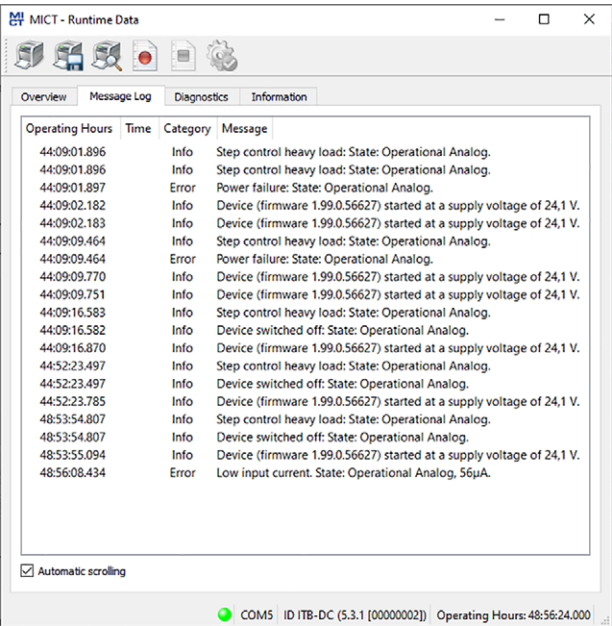 MICT - Runtime Data
Overview Message Log Diagnostics Information
Operating Hours Time Category Message
44:09:01.896 Info Step control heavy load: State: Operational Analog.
44:09:01.896 Info Step control heavy load: State: Operational Analog.
44:09:01.897 Error Power failure: State: Operational Analog.
44:09:02.182 Info Device (firmware 1.99.0.56627) started at a supply voltage of 24,1 V.
44:09:02.183 Info Device (firmware 1.99.0.56627) started at a supply voltage of 24,1 V.
44:09:09.464 Info Step control heavy load: State: Operational Analog.
44:09:09.464 Error Power failure: State: Operational Analog.
44:09:09.770 Info Device (firmware 1.99.0.56627) started at a supply voltage of 24,1 V.
44:09:09.751 Info Device (firmware 1.99.0.56627) started at a supply voltage of 24,1 V.
44:09:16.583 Info Step control heavy load: State: Operational Analog.
44:09:16.582 Info Device switched off: State: Operational Analog.
44:09:16.870 Info Device (firmware 1.99.0.56627) started at a supply voltage of 24,1 V.
44:52:23.497 Info Step control heavy load: State: Operational Analog.
44:52:23.497 Info Device switched off: State: Operational Analog.
44:52:23.785 Info Device (firmware 1.99.0.56627) started at a supply voltage of 24,1 V.
48:53:54.807 Info Step control heavy load: State: Operational Analog.
48:53:54.807 Info Device switched off: State: Operational Analog.
48:53:55.094 Info Device (firmware 1.99.0.56627) started at a supply voltage of 24,1 V.
48:56:08.434 Error Low input current. State: Operational Analog, 56µA.
Automatic scrolling
COM5 ID ITB-DC (5.3.1 [00000002]) Operating Hours: 48:56:24.000